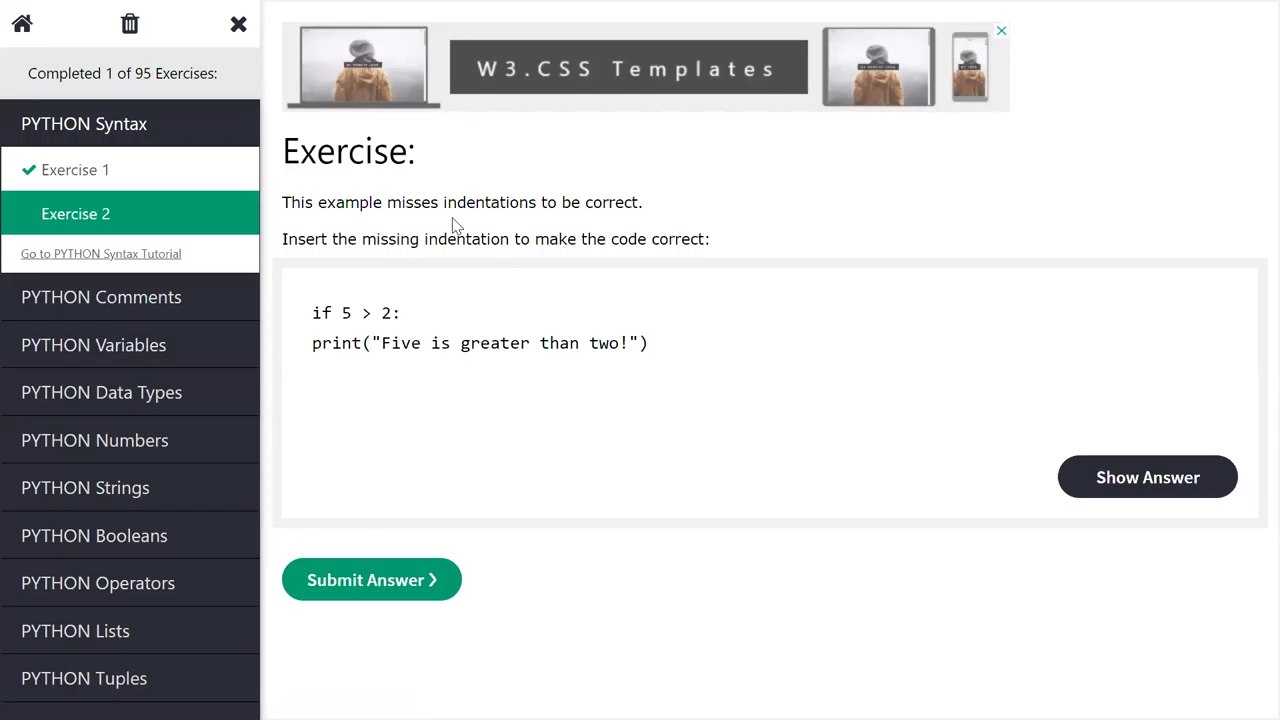 Completed 1 of 95 Exercises:
PYTHON Syntax
Exercise 1
Exercise 2
Go to PYTHON Syntax Tutorial
PYTHON Comments
PYTHON Variables
PYTHON Data Types
PYTHON Numbers
PYTHON Strings
PYTHON Booleans
PYTHON Operators
PYTHON Lists
PYTHON Tuples
W3.CSS Templates
Exercise:
This example misses indentations to be correct.
Insert the missing indentation to make the code correct:
if 5 > 2:
print("Five is greater than two!")
Show Answer
Submit Answer ❯